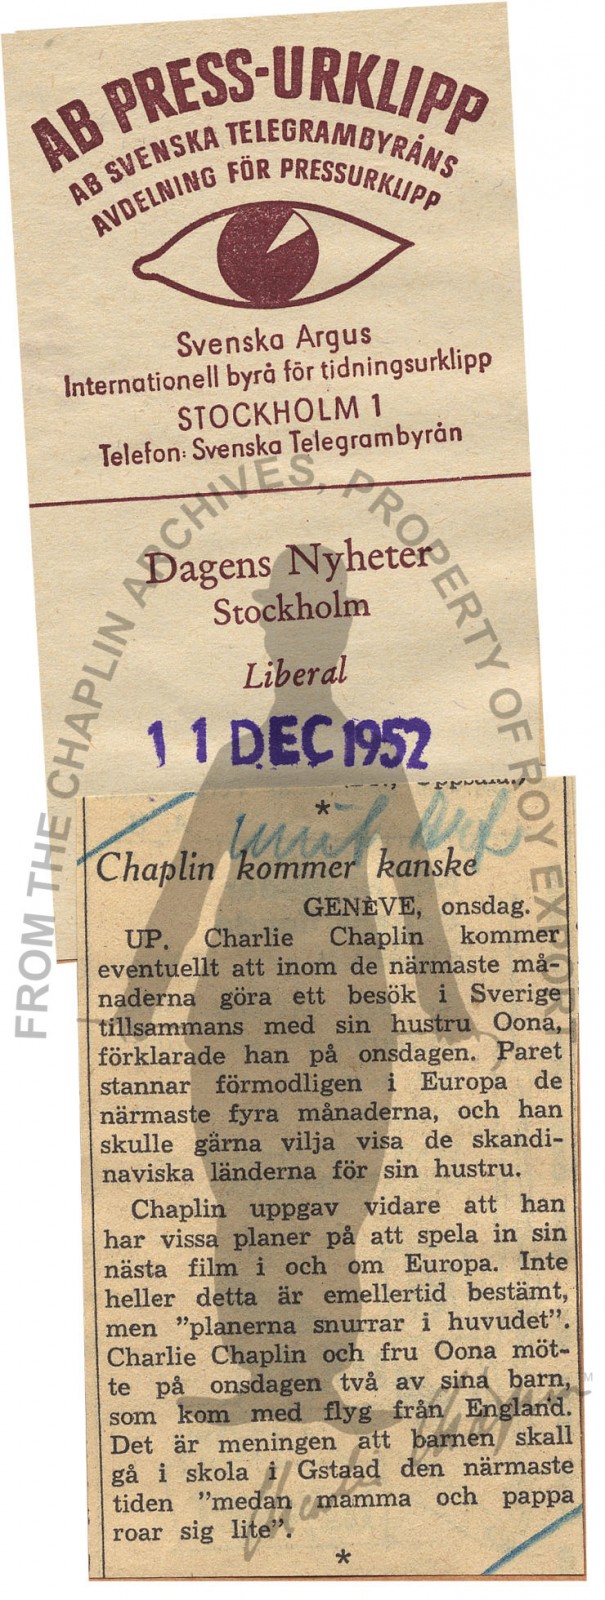 AB PRESS-URKLIPP
AB SVENSKA TELEGRAMBYRÅNS
AVDELNING FÖR PRESSURKLIPP
Svenska Argus
Internationell byrå för tidningsurklipp
STOCKHOLM 1
Telefon: Svenska Telegrambyrån
FROM THE CHAPLIN ARCHIVES, PROPERTY OF ROY EXPORT
Dagens Nyheter
Stockholm
Liberal
11 DEC 1952
*
Chaplin kommer kanske
GENÈVE, onsdag.
UP. Charlie Chaplin kommer
eventuellt att inom de närmaste må-
naderna göra ett besök i Sverige
tillsammans med sin hustru Oona,
förklarade han på onsdagen. Paret
stannar förmodligen i Europa de
närmaste fyra månaderna, och han
skulle gärna vilja visa de skandi-
naviska länderna för sin hustru.
Chaplin uppgav vidare att han
har vissa planer på att spela in sin
nästa film i och om Europa. Inte
heller detta är emellertid bestämt,
men ”planerna snurrar i huvudet”.
Charlie Chaplin och fru Oona möt-
te på onsdagen två av sina barn,
som kom med flyg från England.
Det är meningen att barnen skall
gå i skola i Gstaad den närmaste
tiden ”medan mamma och pappa
roar sig lite”.
*
Charlie Chaplin
TM